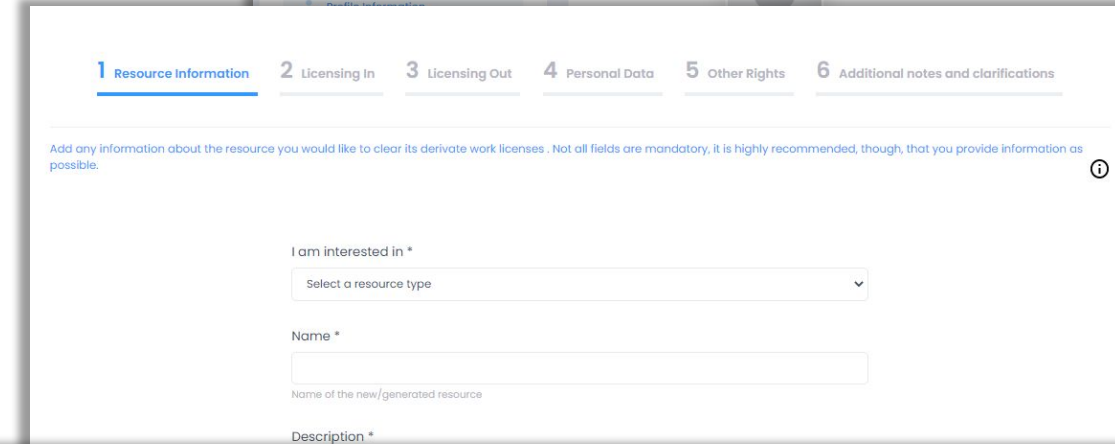 Profile Information
1 Resource Information 2 Licensing In 3 Licensing Out 4 Personal Data 5 Other Rights 6 Additional notes and clarifications
Add any information about the resource you would like to clear its derivate work licenses . Not all fields are mandatory, it is highly recommended, though, that you provide information as
possible.
I am interested in *
Select a resource type
Name *
Name of the new/generated resource
Description *